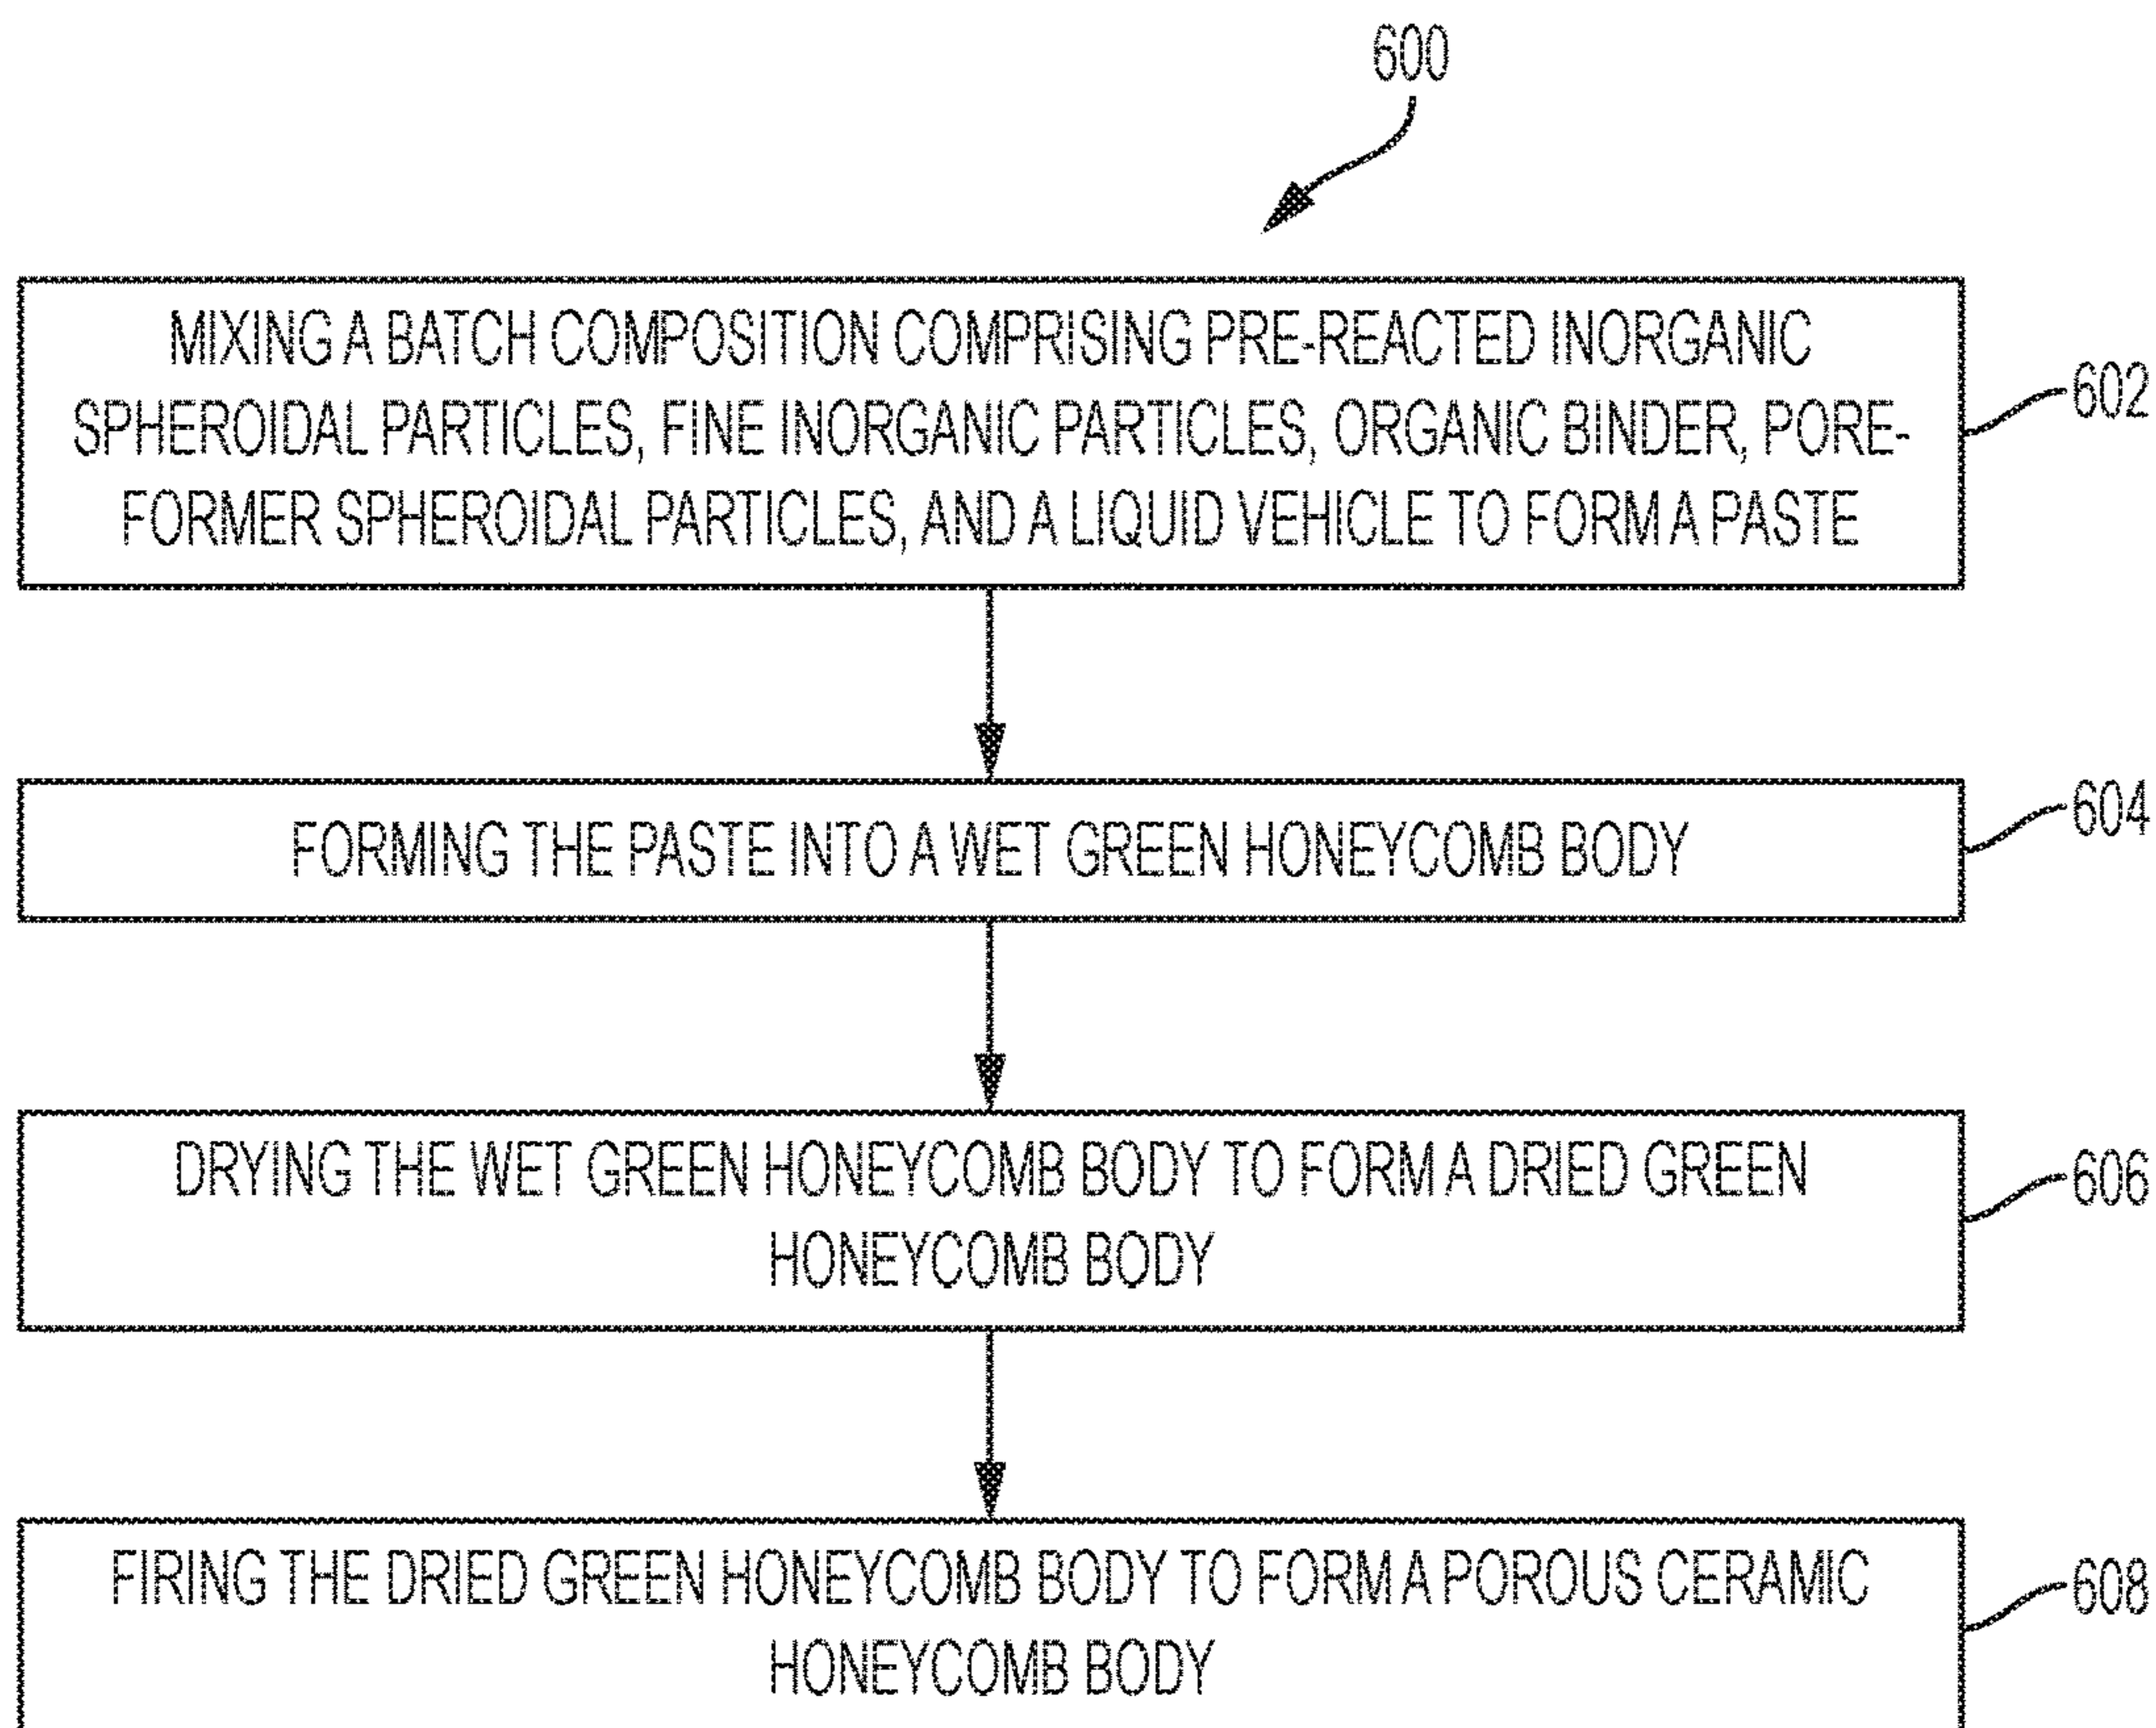 600
MIXING A BATCH COMPOSITION COMPRISING PRE-REACTED INORGANIC
SPHEROIDAL PARTICLES, FINE INORGANIC PARTICLES, ORGANIC BINDER, PORE-
FORMER SPHEROIDAL PARTICLES, AND A LIQUID VEHICLE TO FORM A PASTE
602
FORMING THE PASTE INTO A WET GREEN HONEYCOMB BODY
604
DRYING THE WET GREEN HONEYCOMB BODY TO FORM A DRIED GREEN
HONEYCOMB BODY
606
FIRING THE DRIED GREEN HONEYCOMB BODY TO FORM A POROUS CERAMIC
HONEYCOMB BODY
608